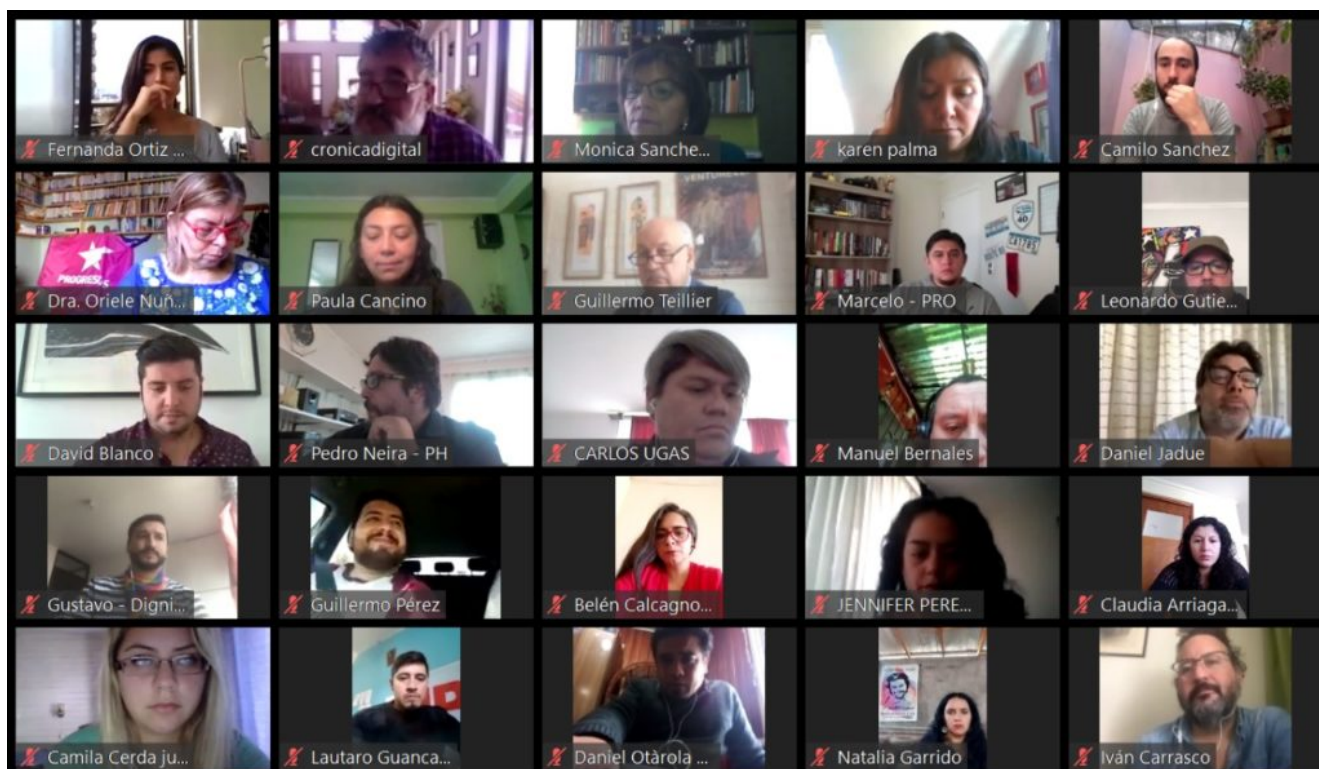 Fernanda Ortiz ...
cronicadigital
Monica Sanche...
karen palma
Camilo Sanchez
PROGRES
Dra. Oriele Nuñ...
Paula Cancino
Guillermo Teillier
Marcelo - PRO
Leonardo Gutie...
David Blanco
Pedro Neira - PH
CARLOS UGAS
Manuel Bernales
Daniel Jadue
Gustavo - Digni...
Guillermo Pérez
Belén Calcagno...
JENNIFER PERE...
Claudia Arriaga...
Camila Cerda ju...
Lautaro Guanca...
Daniel Otàrola ...
Natalia Garrido
Iván Carrasco